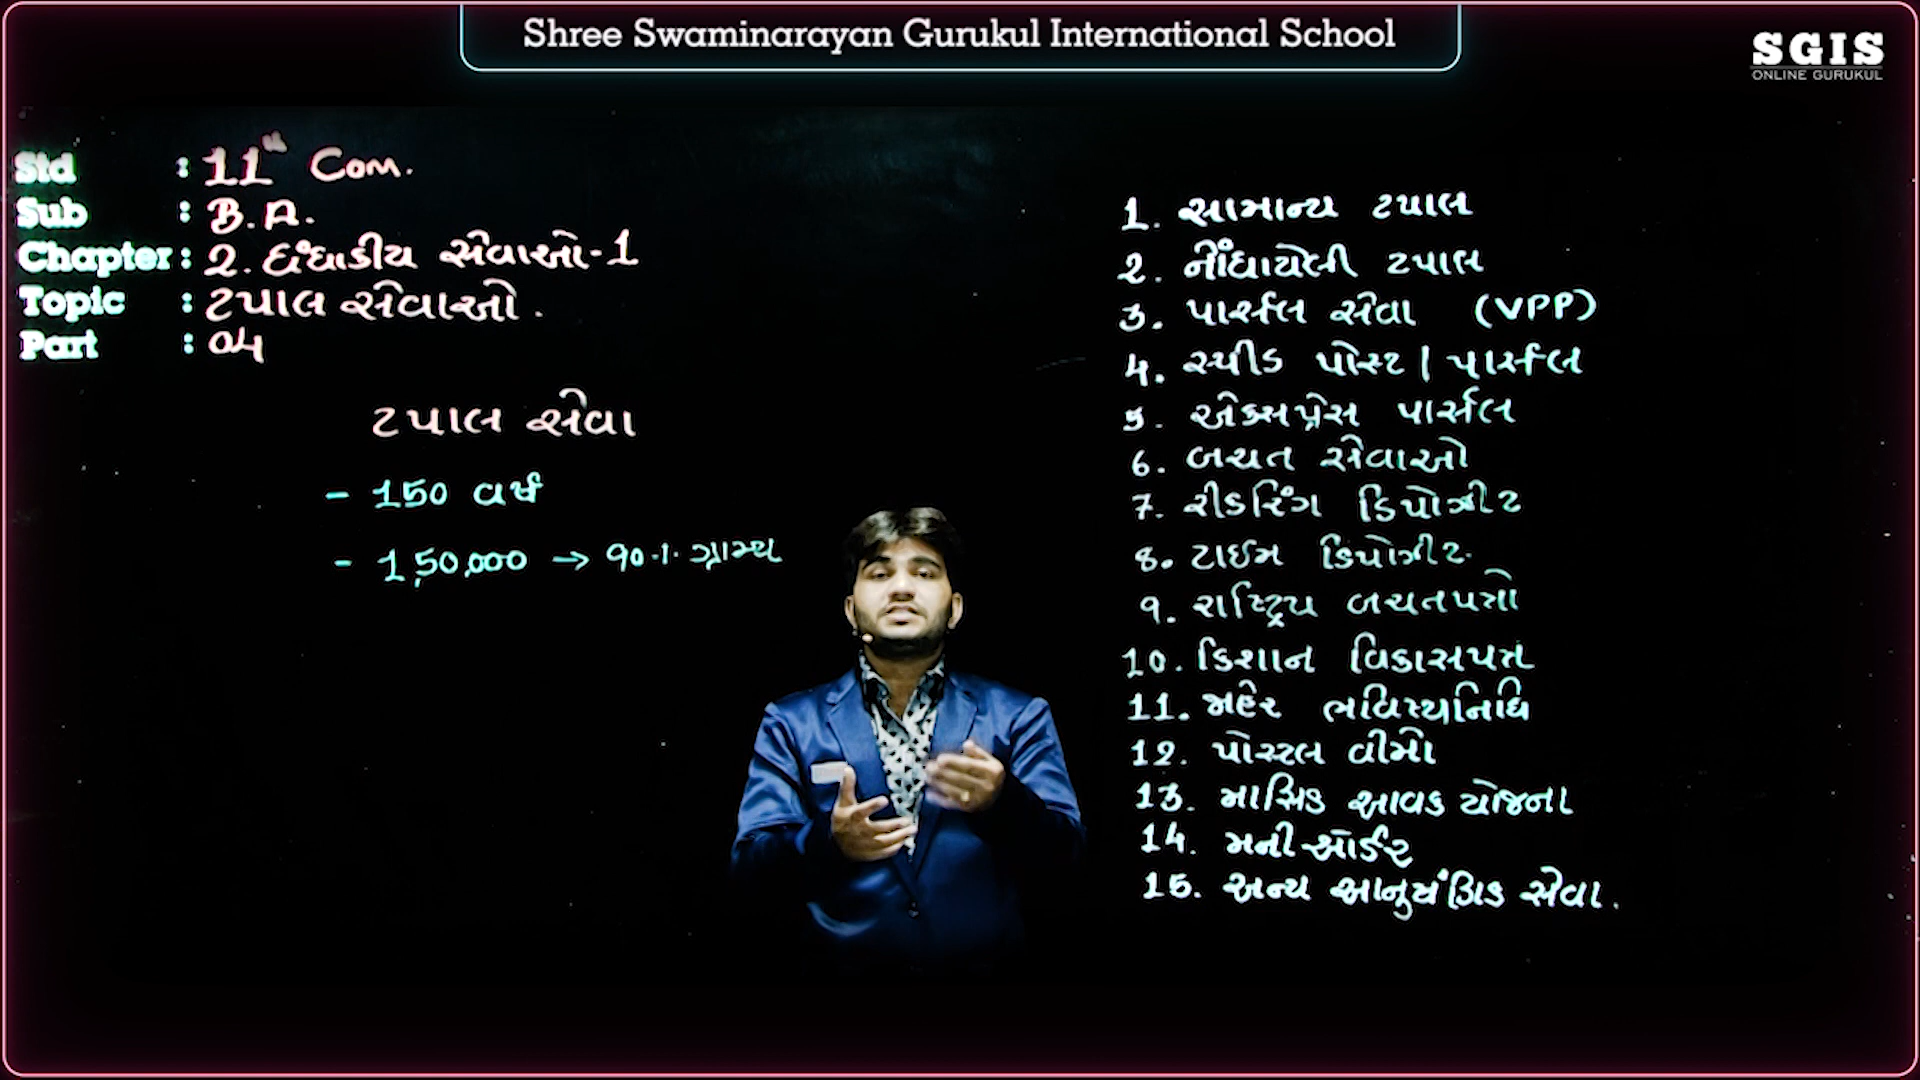 Shree Swaminarayan Gurukul International School
SGIS
ONLINE GURUKUL
Std : 11th Com.
Sub : B.A.
Chapter : 2. ધંધાકીય સેવાઓ-1
Topic : ટપાલ સેવાઓ.
Part : 04
ટપાલ સેવા
- 150 વર્ષ
- 1,50,000 → 90.1. ગ્રામ્ય
1. સામાન્ય ટપાલ
2. નોંધાયેલી ટપાલ
3. પાર્સલ સેવા (VPP)
4. સ્પીડ પોસ્ટ | પાર્સલ
5. એક્સપ્રેસ પાર્સલ
6. બચત સેવાઓ
7. રીડરિંગ ડિપોઝીટ
8. ટાઈમ ડિપોઝીટ.
9. રાષ્ટ્રિય બચતપત્રો
10. કિશાન વિકાસપત્ર
11. જાહેર ભવિષ્યનિધિ
12. પોસ્ટલ વીમો
13. માસિક આવક યોજના
14. મનીઓર્ડર
15. અન્ય આનુષંગિક સેવા.